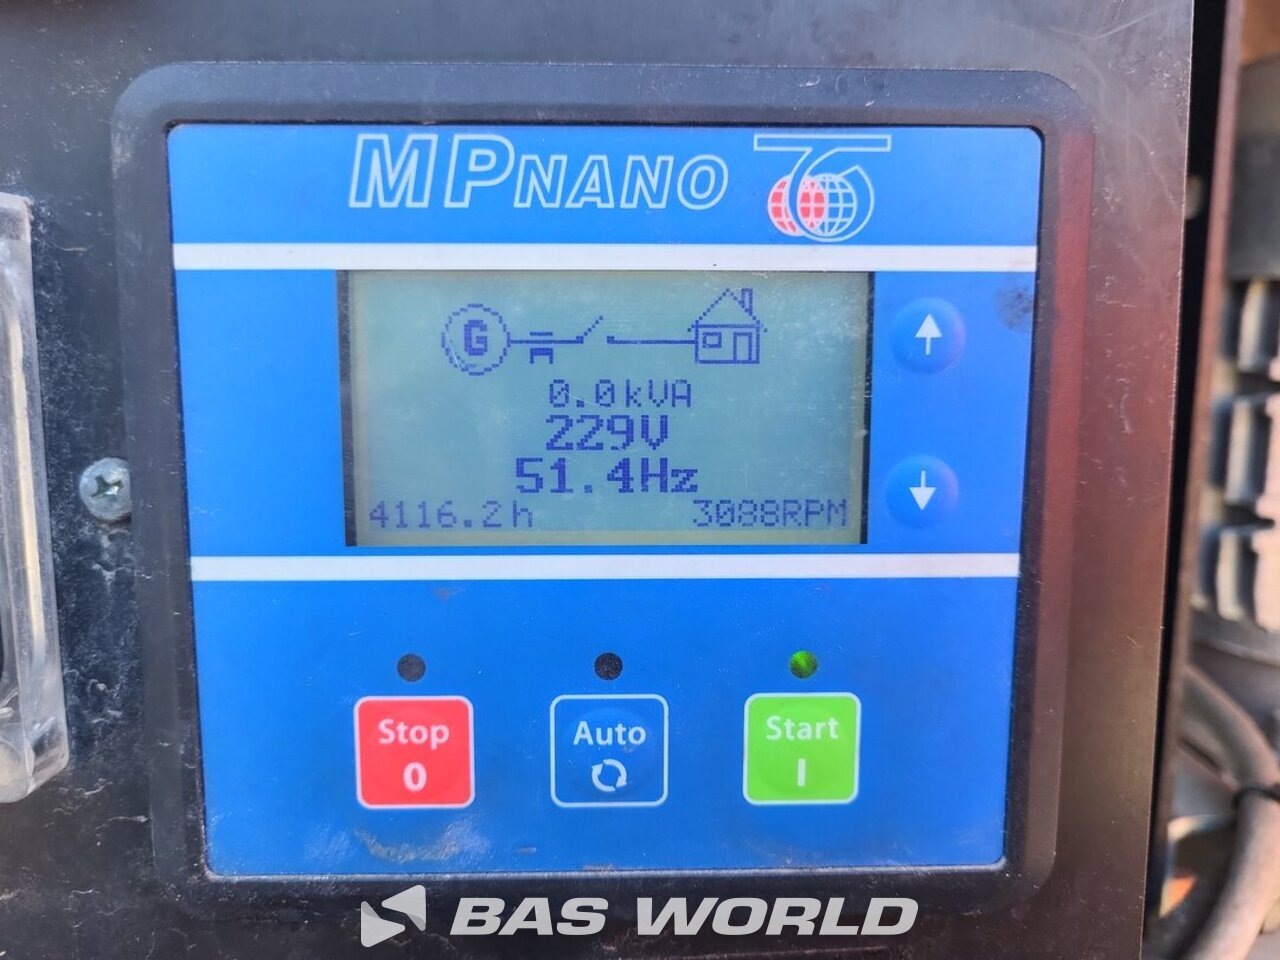 MPNANO
G
0.0kVA
229V
51.4Hz
4116.2h 3088RPM
Stop Auto Start
0 I
BAS WORLD